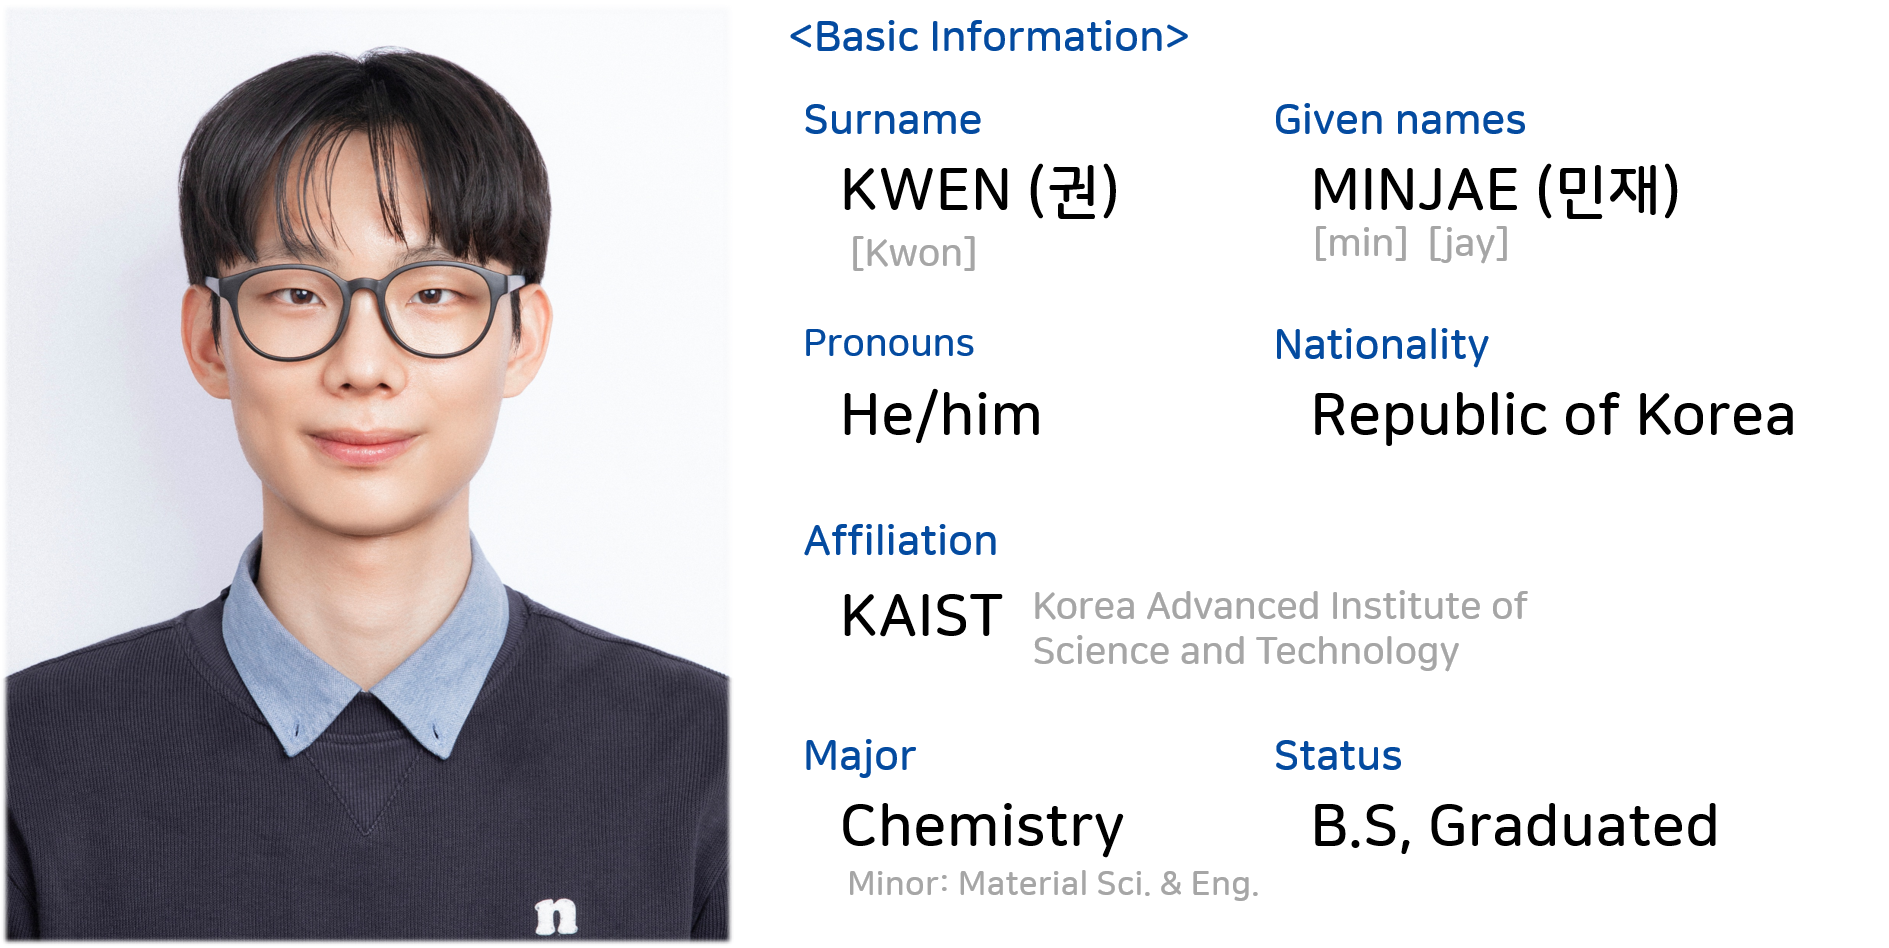 <Basic Information>
Surname
Given names
KWEN (권)
MINJAE (민재)
[Kwon]
[min] [jay]
Pronouns
Nationality
He/him
Republic of Korea
Affiliation
KAIST
Korea Advanced Institute of
Science and Technology
Major
Status
Chemistry
B.S, Graduated
Minor: Material Sci. & Eng.
n